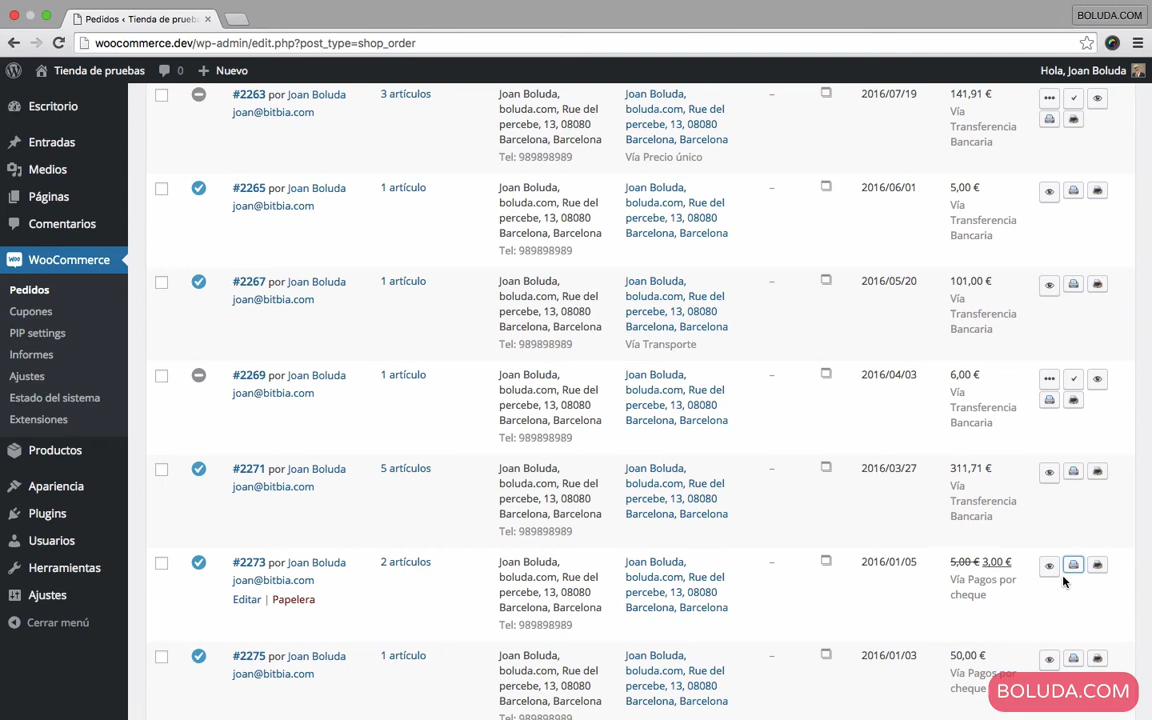 Pedidos ‹ Tienda de prueb
BOLUDA.COM
woocommerce.dev/wp-admin/edit.php?post_type=shop_order
Tienda de pruebas 0 Nuevo Hola, Joan Boluda
Escritorio
Entradas
Medios
Páginas
Comentarios
WooCommerce
Pedidos
Cupones
PIP settings
Informes
Ajustes
Estado del sistema
Extensiones
Productos
Apariencia
Plugins
Usuarios
Herramientas
Ajustes
Cerrar menú
#2263 por Joan Boluda
joan@bitbia.com
3 artículos
Joan Boluda,
boluda.com, Rue del
percebe, 13, 08080
Barcelona, Barcelona
Tel: 989898989
Joan Boluda,
boluda.com, Rue del
percebe, 13, 08080
Barcelona, Barcelona
Vía Precio único
–
2016/07/19
141,91 €
Vía
Transferencia
Bancaria
#2265 por Joan Boluda
joan@bitbia.com
1 artículo
Joan Boluda,
boluda.com, Rue del
percebe, 13, 08080
Barcelona, Barcelona
Tel: 989898989
Joan Boluda,
boluda.com, Rue del
percebe, 13, 08080
Barcelona, Barcelona
–
2016/06/01
5,00 €
Vía
Transferencia
Bancaria
#2267 por Joan Boluda
joan@bitbia.com
1 artículo
Joan Boluda,
boluda.com, Rue del
percebe, 13, 08080
Barcelona, Barcelona
Tel: 989898989
Joan Boluda,
boluda.com, Rue del
percebe, 13, 08080
Barcelona, Barcelona
Vía Transporte
–
2016/05/20
101,00 €
Vía
Transferencia
Bancaria
#2269 por Joan Boluda
joan@bitbia.com
1 artículo
Joan Boluda,
boluda.com, Rue del
percebe, 13, 08080
Barcelona, Barcelona
Tel: 989898989
Joan Boluda,
boluda.com, Rue del
percebe, 13, 08080
Barcelona, Barcelona
–
2016/04/03
6,00 €
Vía
Transferencia
Bancaria
#2271 por Joan Boluda
joan@bitbia.com
5 artículos
Joan Boluda,
boluda.com, Rue del
percebe, 13, 08080
Barcelona, Barcelona
Tel: 989898989
Joan Boluda,
boluda.com, Rue del
percebe, 13, 08080
Barcelona, Barcelona
–
2016/03/27
311,71 €
Vía
Transferencia
Bancaria
#2273 por Joan Boluda
joan@bitbia.com
Editar | Papelera
2 artículos
Joan Boluda,
boluda.com, Rue del
percebe, 13, 08080
Barcelona, Barcelona
Tel: 989898989
Joan Boluda,
boluda.com, Rue del
percebe, 13, 08080
Barcelona, Barcelona
–
2016/01/05
5,00 € 3,00 €
Vía Pagos por
cheque
#2275 por Joan Boluda
joan@bitbia.com
1 artículo
Joan Boluda,
boluda.com, Rue del
percebe, 13, 08080
Barcelona, Barcelona
Tel: 989898989
Joan Boluda,
boluda.com, Rue del
percebe, 13, 08080
Barcelona, Barcelona
–
2016/01/03
50,00 €
Vía Pagos por
cheque
BOLUDA.COM